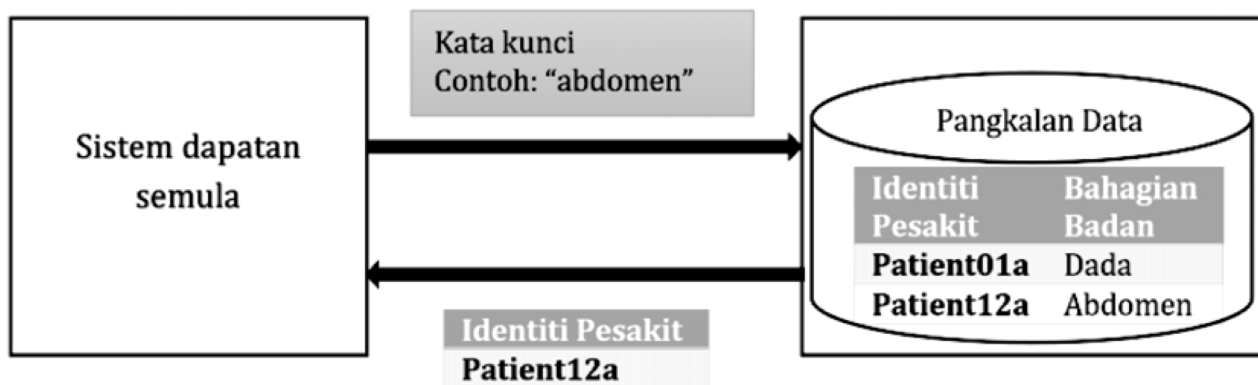 Sistem dapatan
semula
Kata kunci
Contoh: “abdomen”
Identiti Pesakit
Patient12a
Pangkalan Data
Identiti Bahagian
Pesakit Badan
Patient01a Dada
Patient12a Abdomen